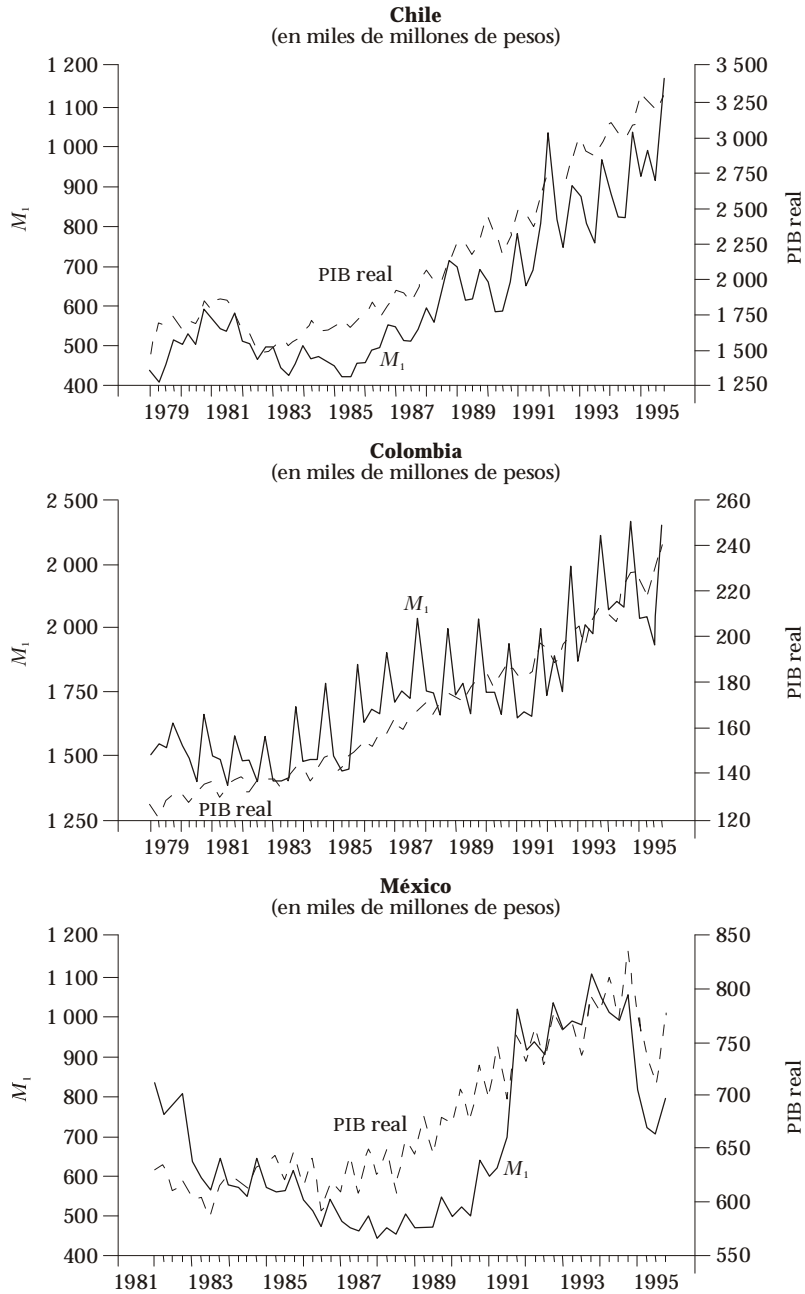 Chile
(en miles de millones de pesos)
1 200
1 100
1 000
900
800
700
600
500
400
M₁
3 500
3 250
3 000
2 750
2 500
2 250
2 000
1 750
1 500
1 250
PIB real
PIB real
M₁
1979 1981 1983 1985 1987 1989 1991 1993 1995
Colombia
(en miles de millones de pesos)
2 500
2 000
2 000
1 750
1 500
1 250
M₁
260
240
220
200
180
160
140
120
PIB real
M₁
PIB real
1979 1981 1983 1985 1987 1989 1991 1993 1995
México
(en miles de millones de pesos)
1 200
1 100
1 000
900
800
700
600
500
400
M₁
850
800
750
700
650
600
550
PIB real
PIB real
M₁
1981 1983 1985 1987 1989 1991 1993 1995